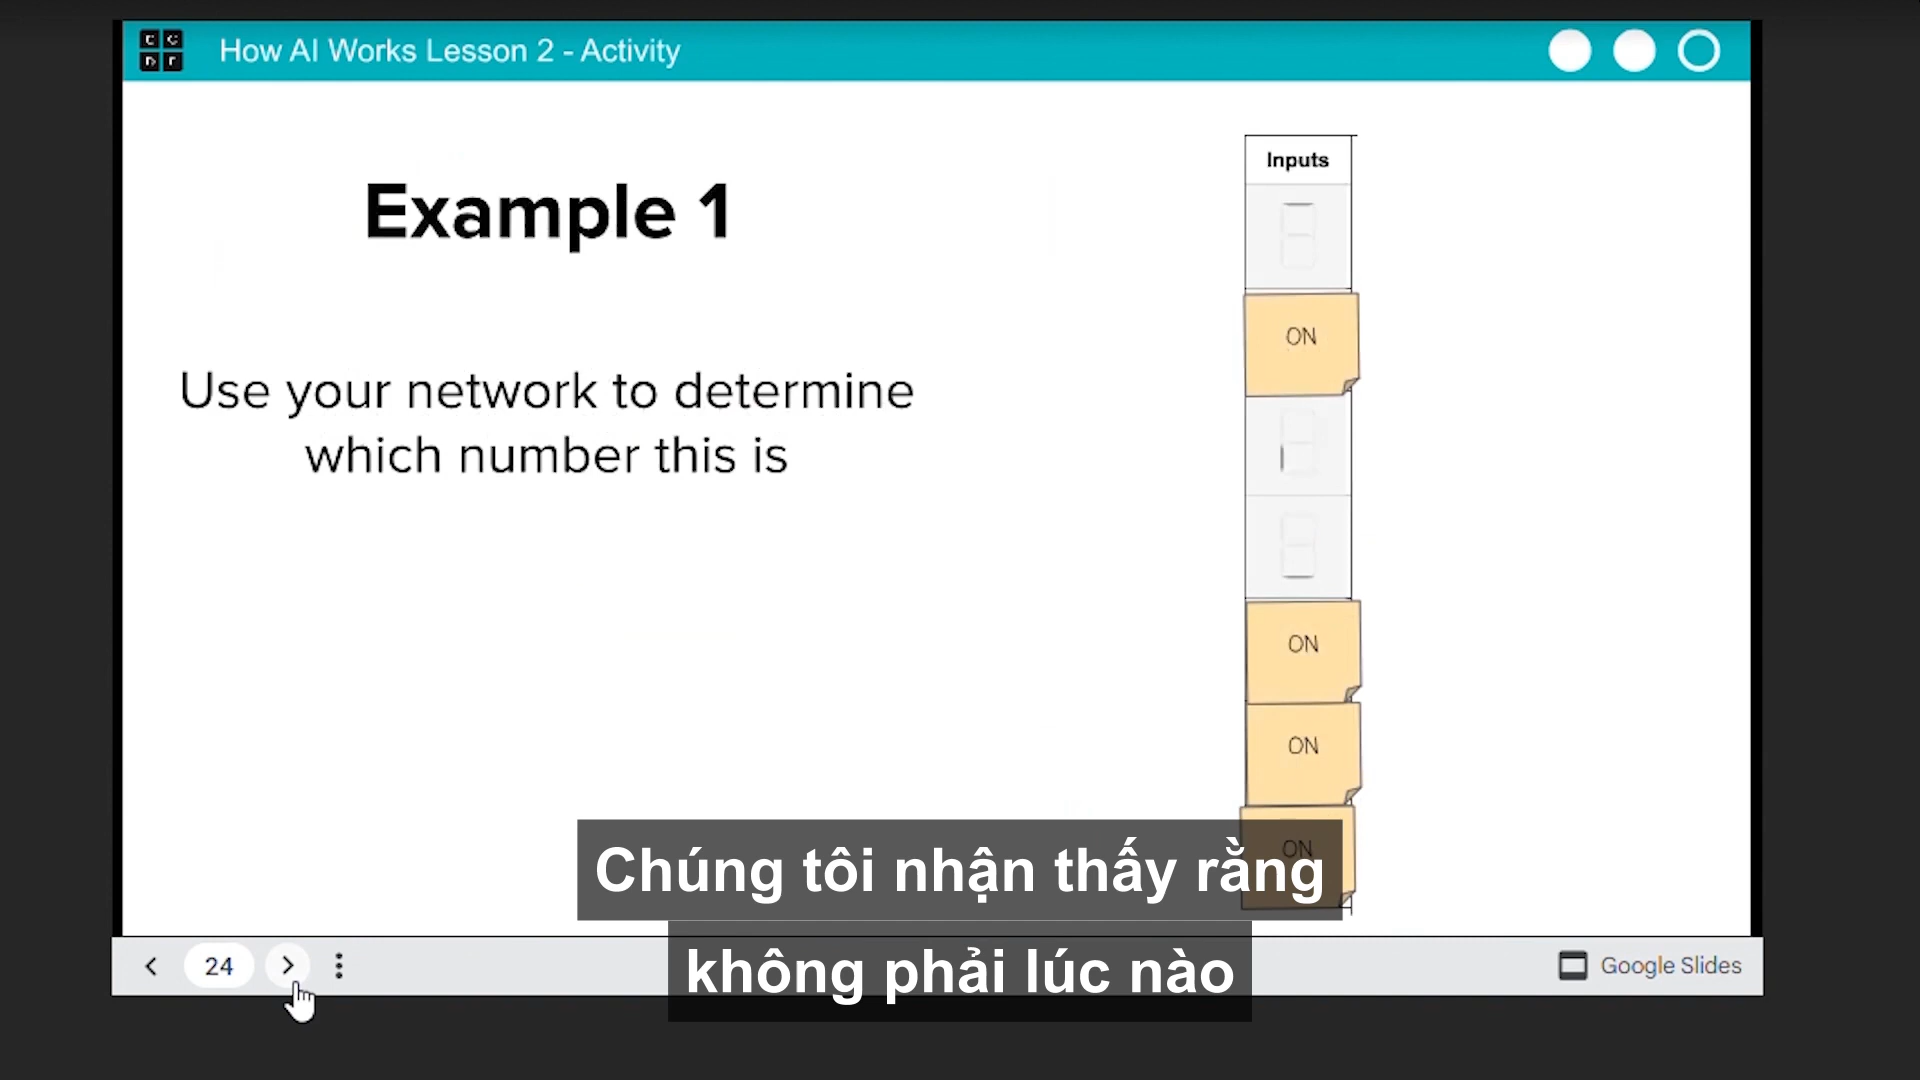 How AI Works Lesson 2 - Activity
Example 1
Use your network to determine
which number this is
Inputs
ON
ON
ON
ON
Chúng tôi nhận thấy rằng
không phải lúc nào
24
Google Slides